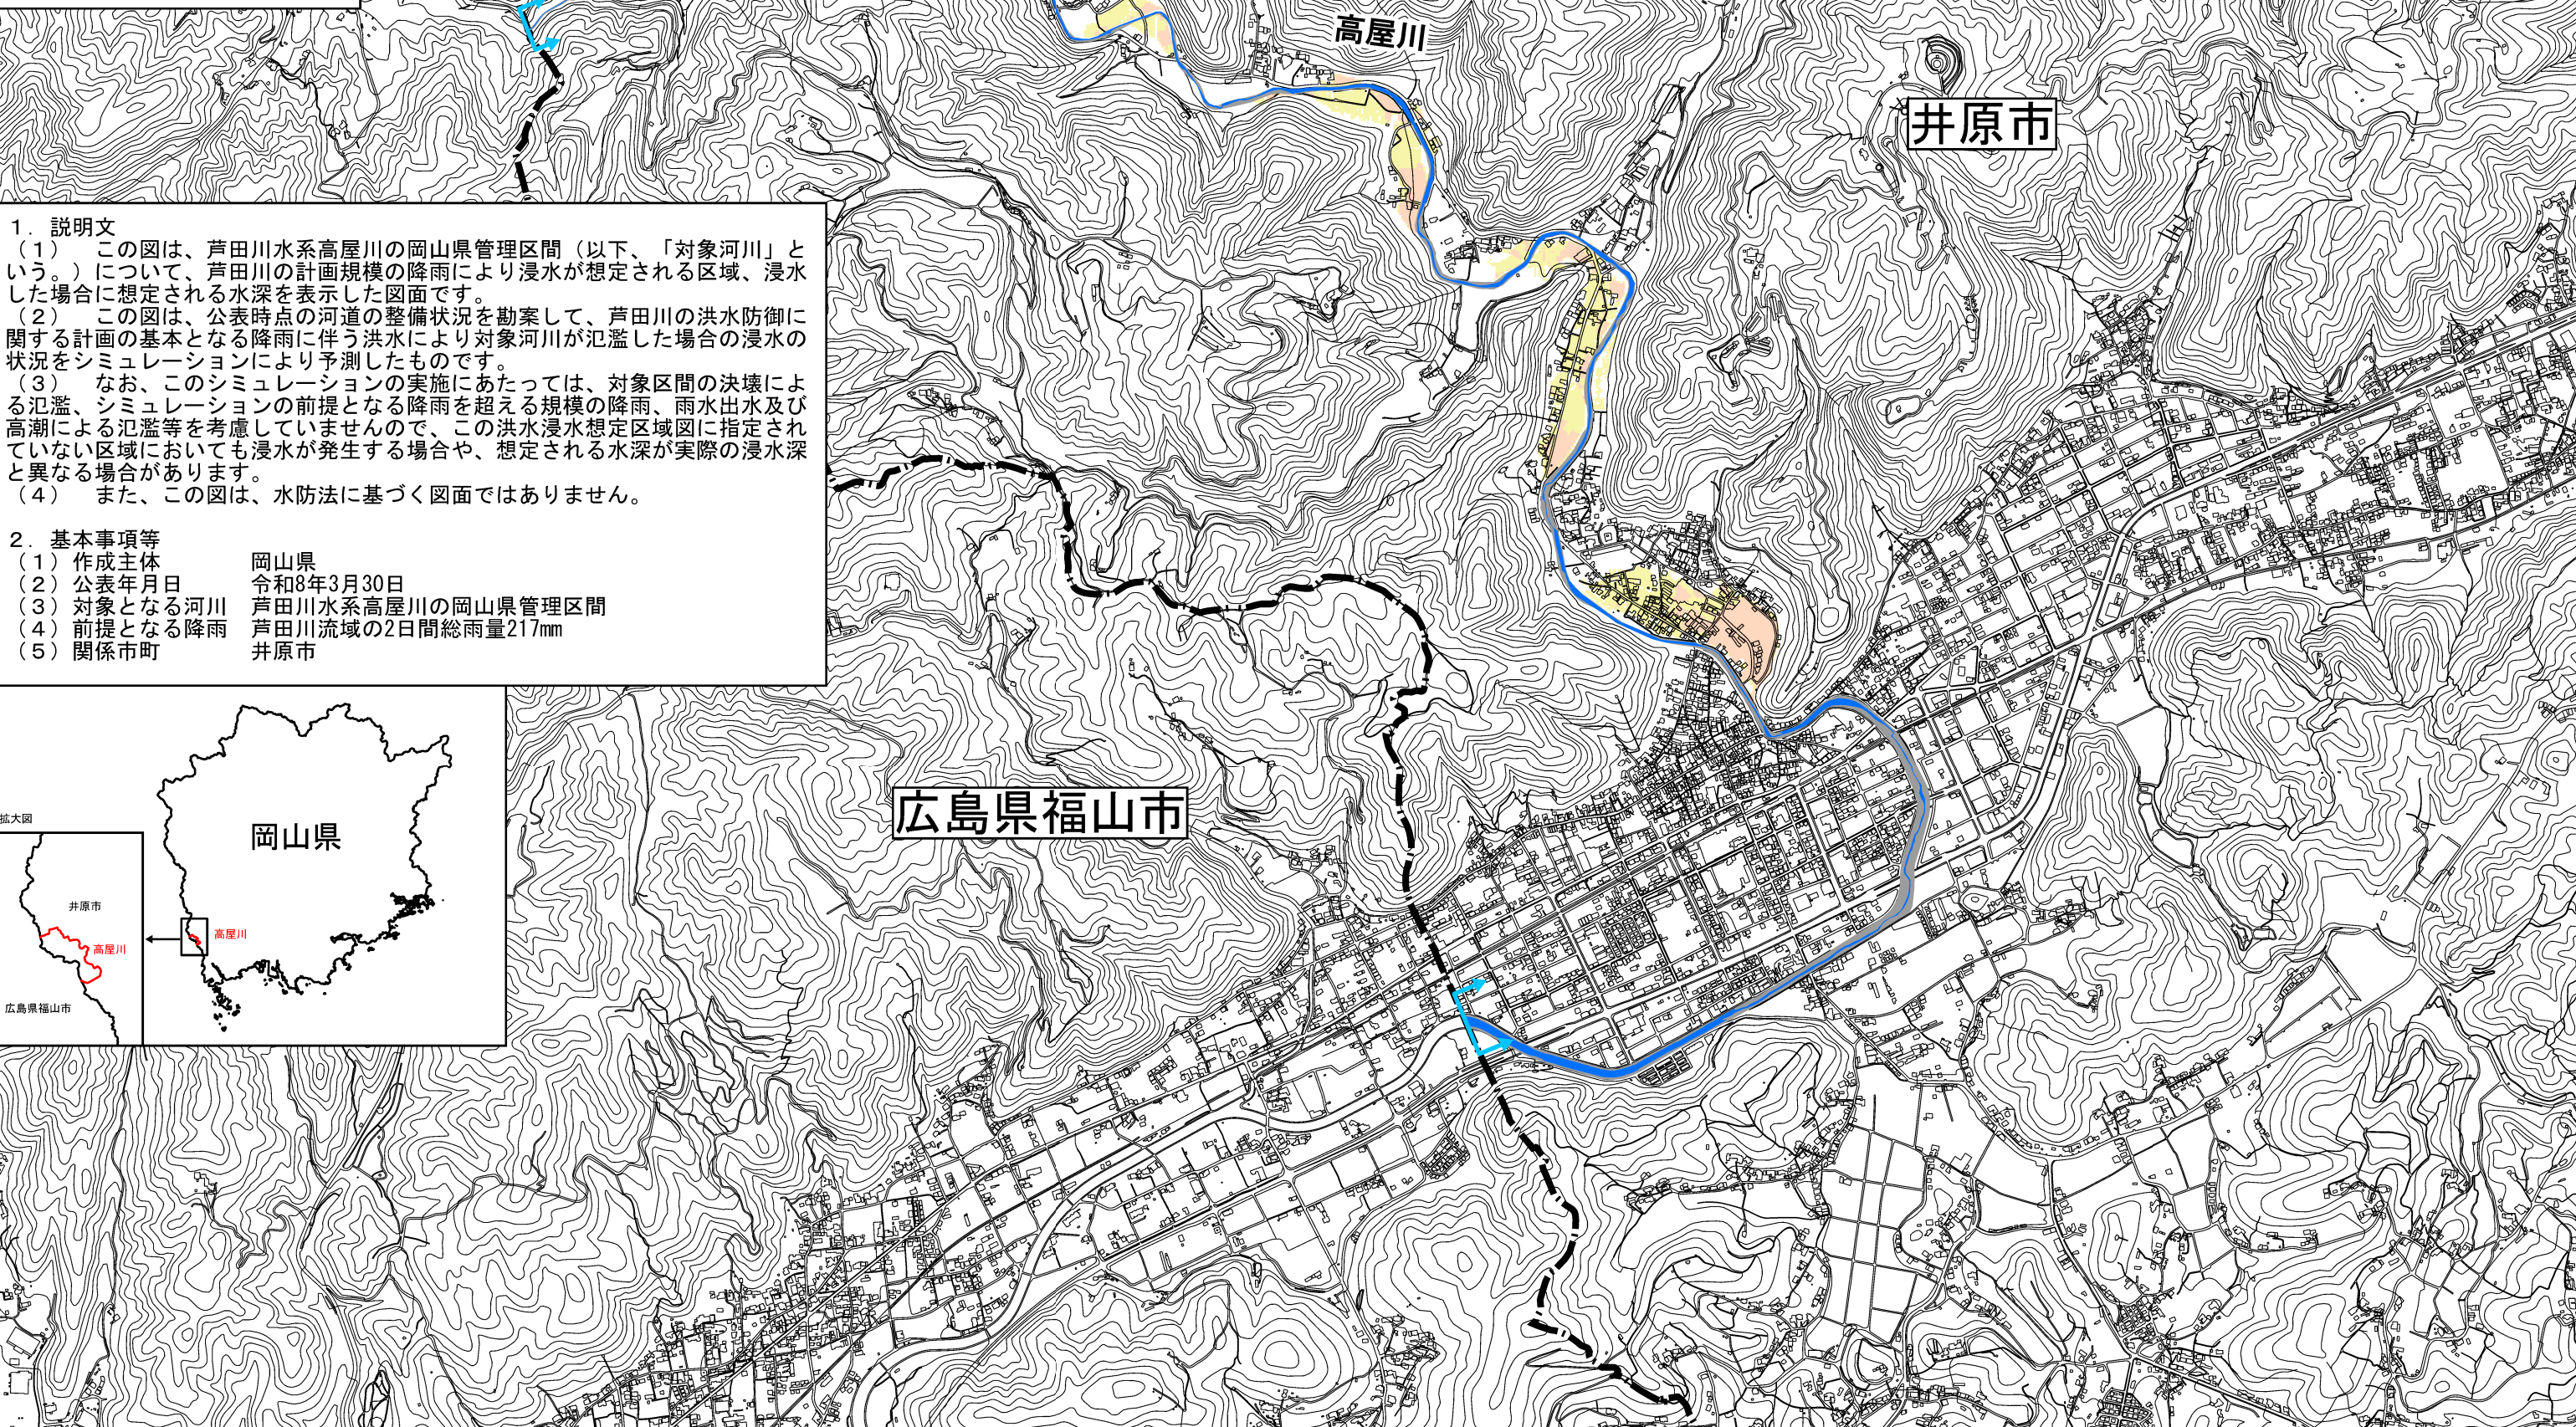 高屋川
井原市
1. 説明文
（1）　この図は、芦田川水系高屋川の岡山県管理区間（以下、「対象河川」と
いう。）について、芦田川の計画規模の降雨により浸水が想定される区域、浸水
した場合に想定される水深を表示した図面です。
（2）　この図は、公表時点の河道の整備状況を勘案して、芦田川の洪水防御に
関する計画の基本となる降雨に伴う洪水により対象河川が氾濫した場合の浸水の
状況をシミュレーションにより予測したものです。
（3）　なお、このシミュレーションの実施にあたっては、対象区間の決壊によ
る氾濫、シミュレーションの前提となる降雨を超える規模の降雨、雨水出水及び
高潮による氾濫等を考慮していませんので、この洪水浸水想定区域図に指定され
ていない区域においても浸水が発生する場合や、想定される水深が実際の浸水深
と異なる場合があります。
（4）　また、この図は、水防法に基づく図面ではありません。
2. 基本事項等
（1）作成主体　岡山県
（2）公表年月日　令和8年3月30日
（3）対象となる河川　芦田川水系高屋川の岡山県管理区間
（4）前提となる降雨　芦田川流域の2日間総雨量217mm
（5）関係市町　井原市
広島県福山市
拡大図
岡山県
井原市
高屋川
高屋川
広島県福山市